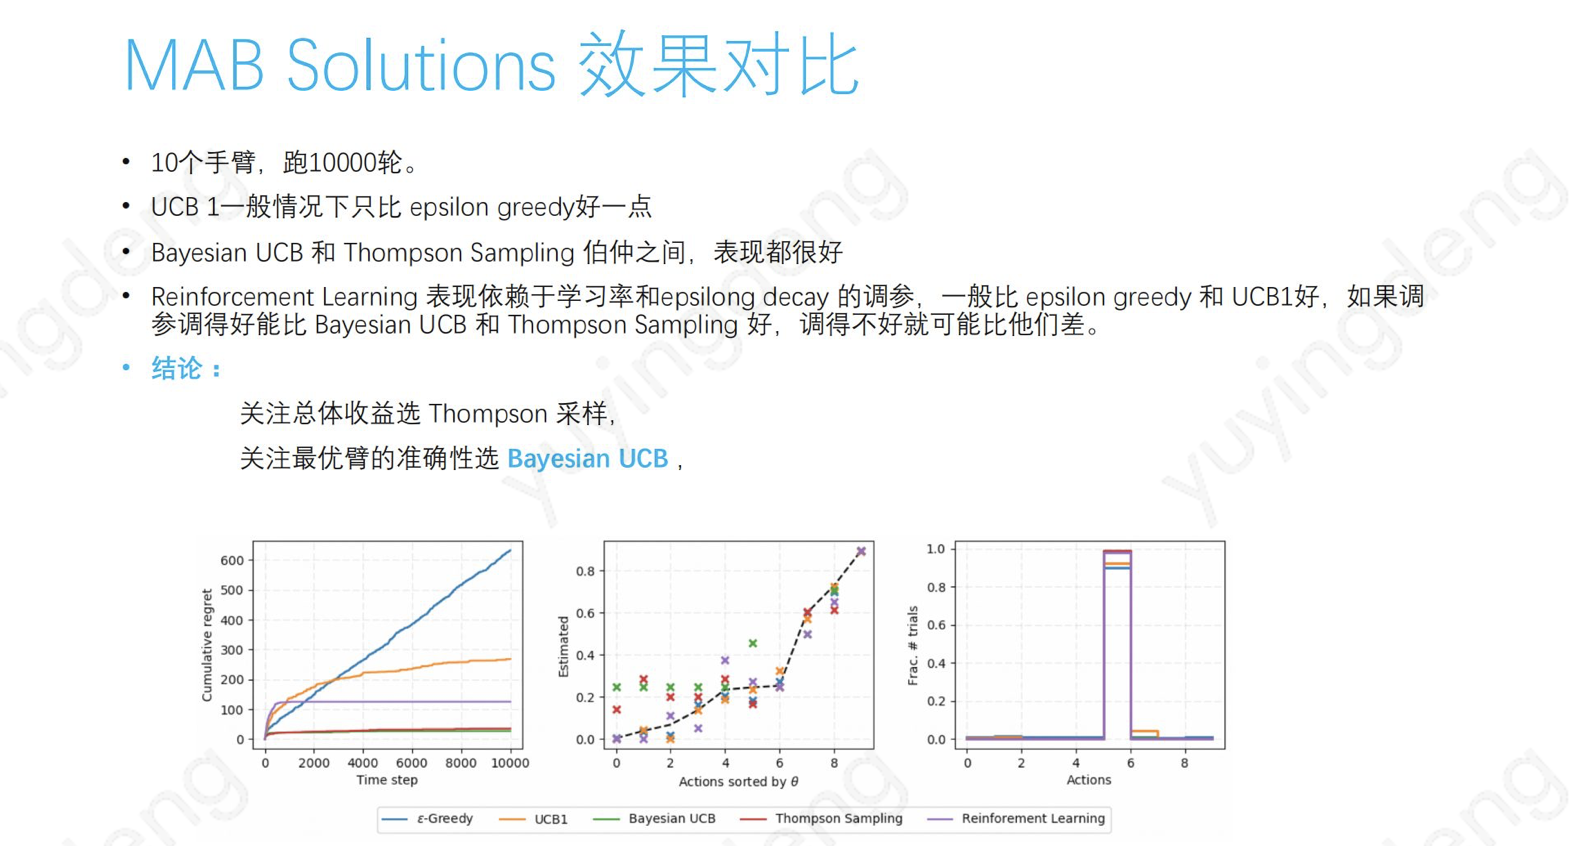 MAB Solutions 效果对比
• 10个手臂，跑10000轮。
• UCB 1一般情况下只比 epsilon greedy好一点
• Bayesian UCB 和 Thompson Sampling 伯仲之间，表现都很好
• Reinforcement Learning 表现依赖于学习率和epsilong decay 的调参，一般比 epsilon greedy 和 UCB1好，如果调
参调得好能比 Bayesian UCB 和 Thompson Sampling 好，调得不好就可能比他们差。
• 结论：
关注总体收益选 Thompson 采样,
关注最优臂的准确性选 Bayesian UCB ,
Cumulative regret
600
500
400
300
200
100
0
0 2000 4000 6000 8000 10000
Time step
Estimated
0.8
0.6
0.4
0.2
0.0
0 2 4 6 8
Actions sorted by θ
Frac. # trials
1.0
0.8
0.6
0.4
0.2
0.0
0 2 4 6 8
Actions
ε-Greedy UCB1 Bayesian UCB Thompson Sampling Reinforement Learning
yuyingdeng
yuyingdeng